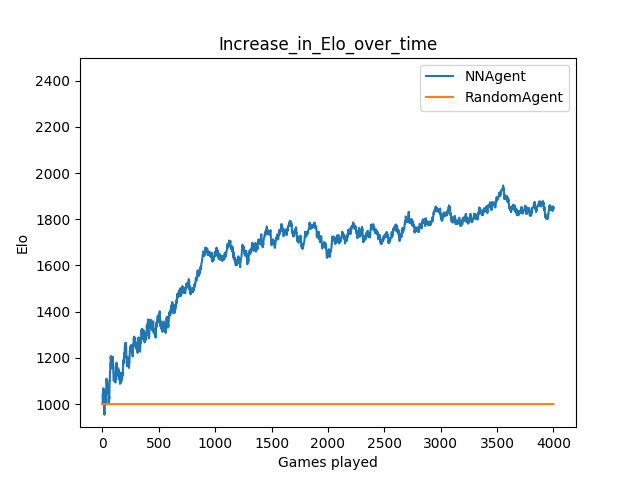 Increase_in_Elo_over_time
NNAgent
RandomAgent
2400
2200
2000
1800
1600
1400
1200
1000
Elo
0 500 1000 1500 2000 2500 3000 3500 4000
Games played